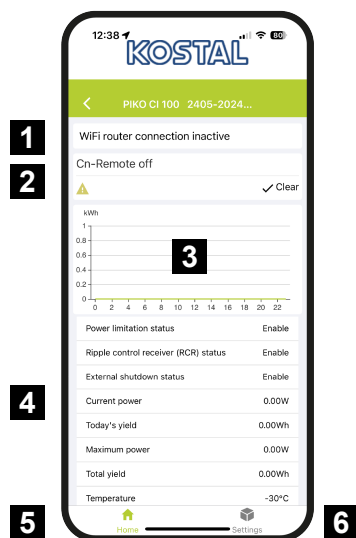 12:38 80
KOSTAL
PIKO CI 100 2405-2024...
1 WiFi router connection inactive
Cn-Remote off
2 Clear
kWh
1
0.8
0.6
3
0.4
0.2
0
0 2 4 6 8 10 12 14 16 18 20 22
Power limitation status Enable
Ripple control receiver (RCR) status Enable
External shutdown status Enable
4 Current power 0.00W
Today's yield 0.00Wh
Maximum power 0.00W
Total yield 0.00Wh
Temperature -30°C
5 Home Settings 6